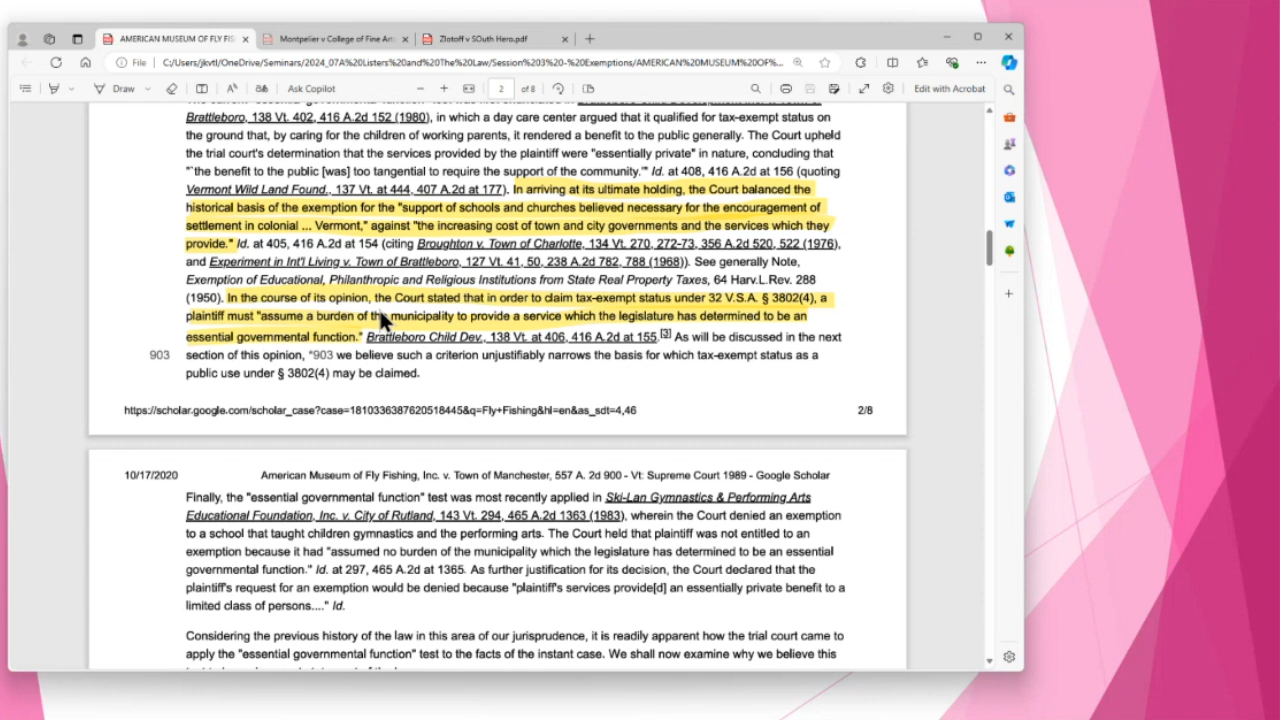 AMERICAN MUSEUM OF FLY FIS
Montpelier v College of Fine Art
Zlotoff v SOuth Hero.pdf
File
C:/Users/jkvtl/OneDrive/Seminars/2024_07A%20Listers%20and%20The%20Law/Session%203%20-%20Exemptions/AMERICAN%20MUSEUM%20OF%...
Draw
Ask Copilot
2 of 8
Edit with Acrobat
Brattleboro, 138 Vt. 402, 416 A.2d 152 (1980), in which a day care center argued that it qualified for tax-exempt status on
the ground that, by caring for the children of working parents, it rendered a benefit to the public generally. The Court upheld
the trial court's determination that the services provided by the plaintiff were "essentially private" in nature, concluding that
"`the benefit to the public [was] too tangential to require the support of the community.'" Id. at 408, 416 A.2d at 156 (quoting
Vermont Wild Land Found., 137 Vt. at 444, 407 A.2d at 177). In arriving at its ultimate holding, the Court balanced the
historical basis of the exemption for the "support of schools and churches believed necessary for the encouragement of
settlement in colonial ... Vermont," against "the increasing cost of town and city governments and the services which they
provide." Id. at 405, 416 A.2d at 154 (citing Broughton v. Town of Charlotte, 134 Vt. 270, 272-73, 356 A.2d 520, 522 (1976),
and Experiment in Int'l Living v. Town of Brattleboro, 127 Vt. 41, 50, 238 A.2d 782, 788 (1968)). See generally Note,
Exemption of Educational, Philanthropic and Religious Institutions from State Real Property Taxes, 64 Harv.L.Rev. 288
(1950). In the course of its opinion, the Court stated that in order to claim tax-exempt status under 32 V.S.A. § 3802(4), a
plaintiff must "assume a burden of the municipality to provide a service which the legislature has determined to be an
essential governmental function." Brattleboro Child Dev., 138 Vt. at 406, 416 A.2d at 155.[3] As will be discussed in the next
903 section of this opinion, *903 we believe such a criterion unjustifiably narrows the basis for which tax-exempt status as a
public use under § 3802(4) may be claimed.
https://scholar.google.com/scholar_case?case=1810336387620518445&q=Fly+Fishing&hl=en&as_sdt=4,46 2/8
10/17/2020 American Museum of Fly Fishing, Inc. v. Town of Manchester, 557 A. 2d 900 - Vt: Supreme Court 1989 - Google Scholar
Finally, the "essential governmental function" test was most recently applied in Ski-Lan Gymnastics & Performing Arts
Educational Foundation, Inc. v. City of Rutland, 143 Vt. 294, 465 A.2d 1363 (1983), wherein the Court denied an exemption
to a school that taught children gymnastics and the performing arts. The Court held that plaintiff was not entitled to an
exemption because it had "assumed no burden of the municipality which the legislature has determined to be an essential
governmental function." Id. at 297, 465 A.2d at 1365. As further justification for its decision, the Court declared that the
plaintiff's request for an exemption would be denied because "plaintiff's services provide[d] an essentially private benefit to a
limited class of persons...." Id.
Considering the previous history of the law in this area of our jurisprudence, it is readily apparent how the trial court came to
apply the "essential governmental function" test to the facts of the instant case. We shall now examine why we believe this